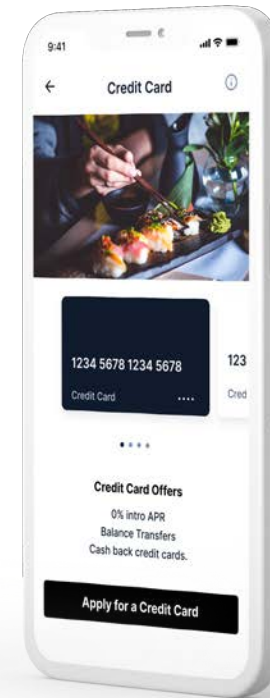 9:41
Credit Card
1234 5678 1234 5678
Credit Card
123
Cred
Credit Card Offers
0% intro APR
Balance Transfers
Cash back credit cards.
Apply for a Credit Card